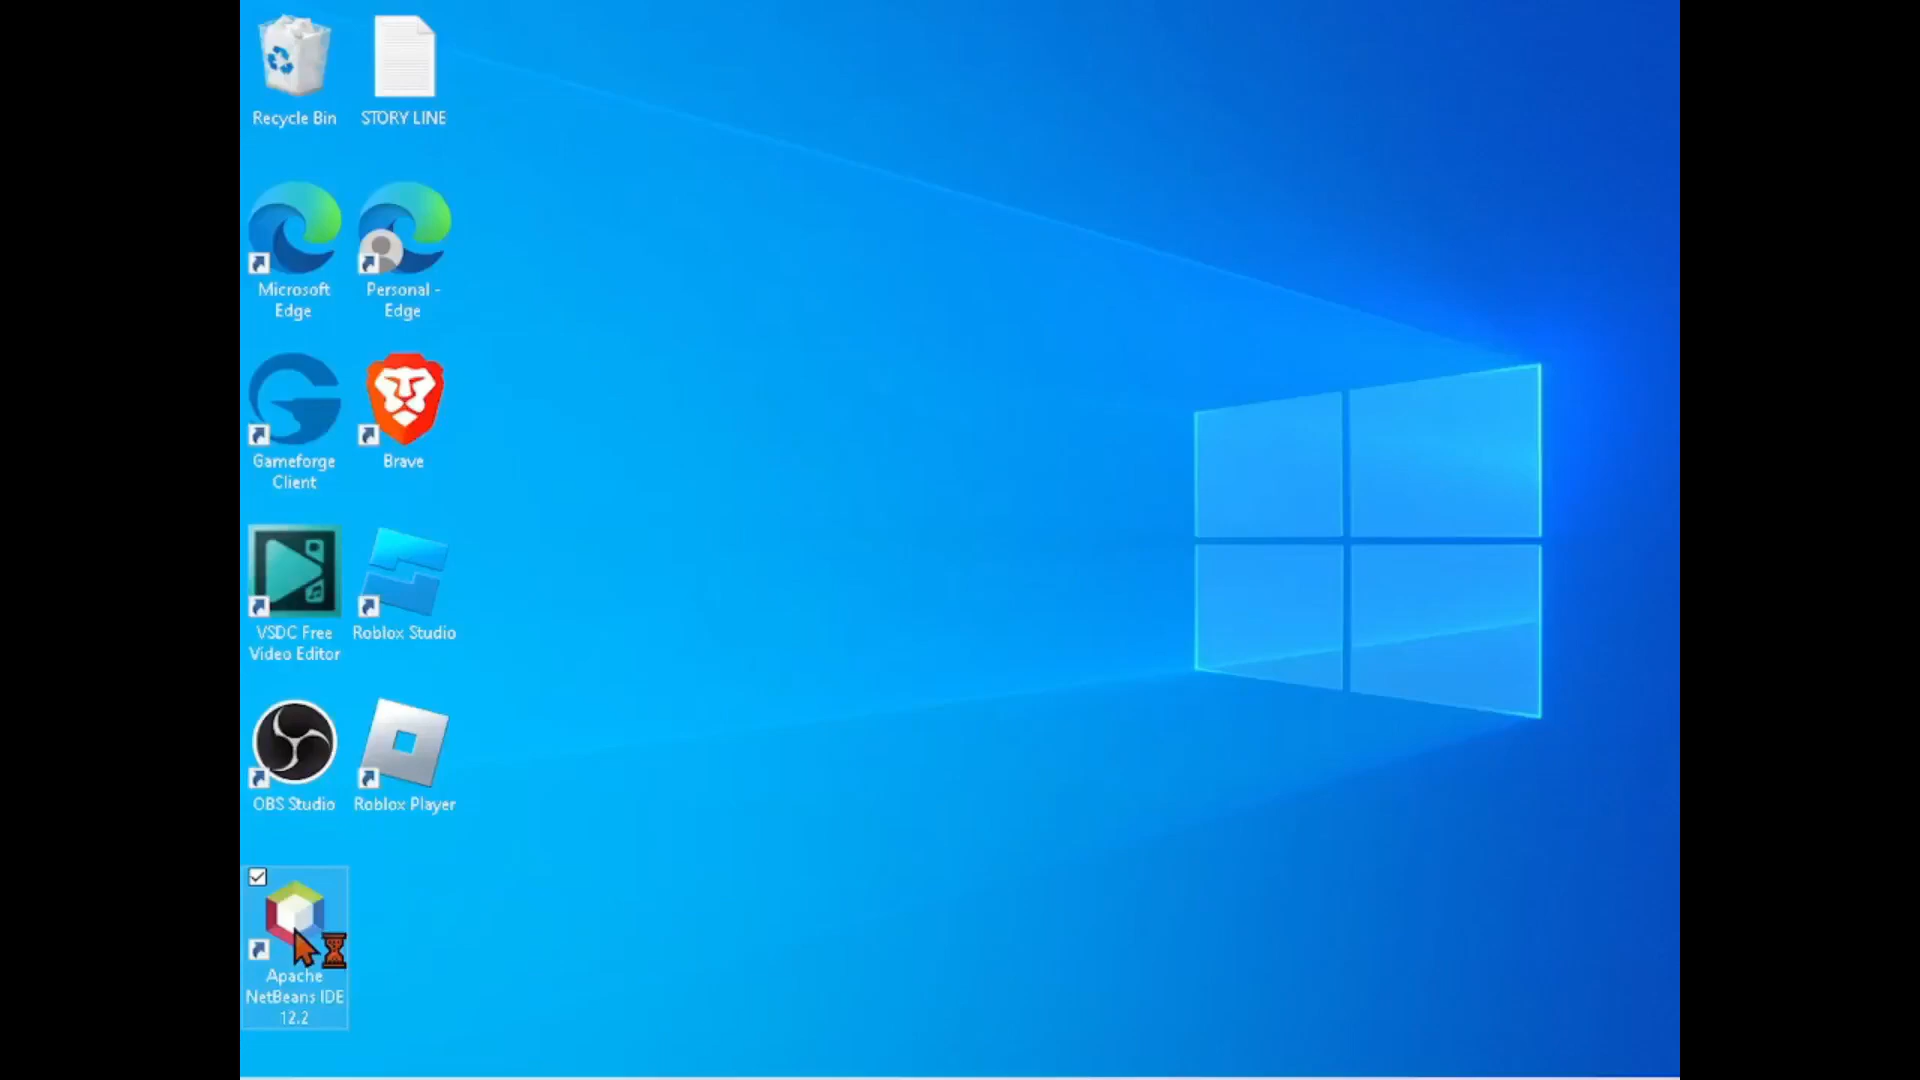 Recycle Bin
STORY LINE
Microsoft
Edge
Personal -
Edge
Gameforge
Client
Brave
VSDC Free
Video Editor
Roblox Studio
OBS Studio
Roblox Player
Apache
NetBeans IDE
12.2